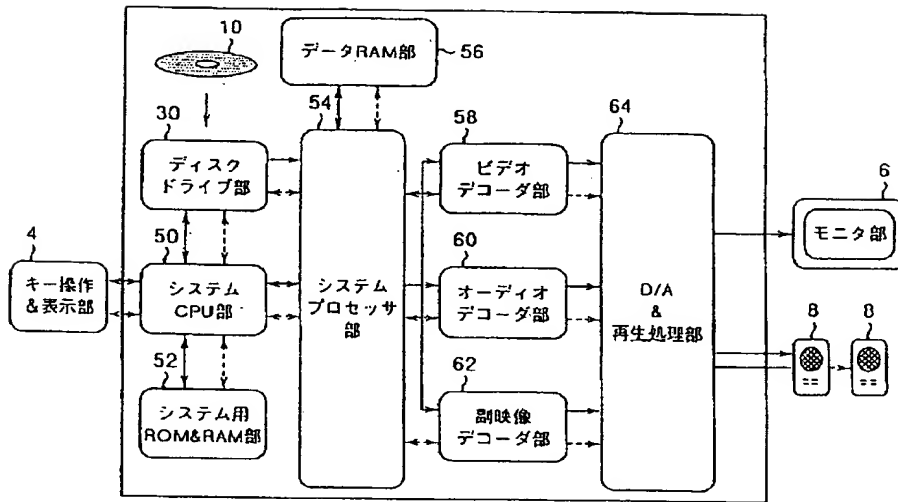 10
データRAM部
56
54
30
58
64
ディスク
ドライブ部
ビデオ
デコーダ部
6
モニタ部
4
50
60
キー操作
&表示部
システム
CPU部
システム
プロセッサ
部
オーディオ
デコーダ部
D/A
&
再生処理部
8
8
52
62
システム用
ROM&RAM部
副映像
デコーダ部